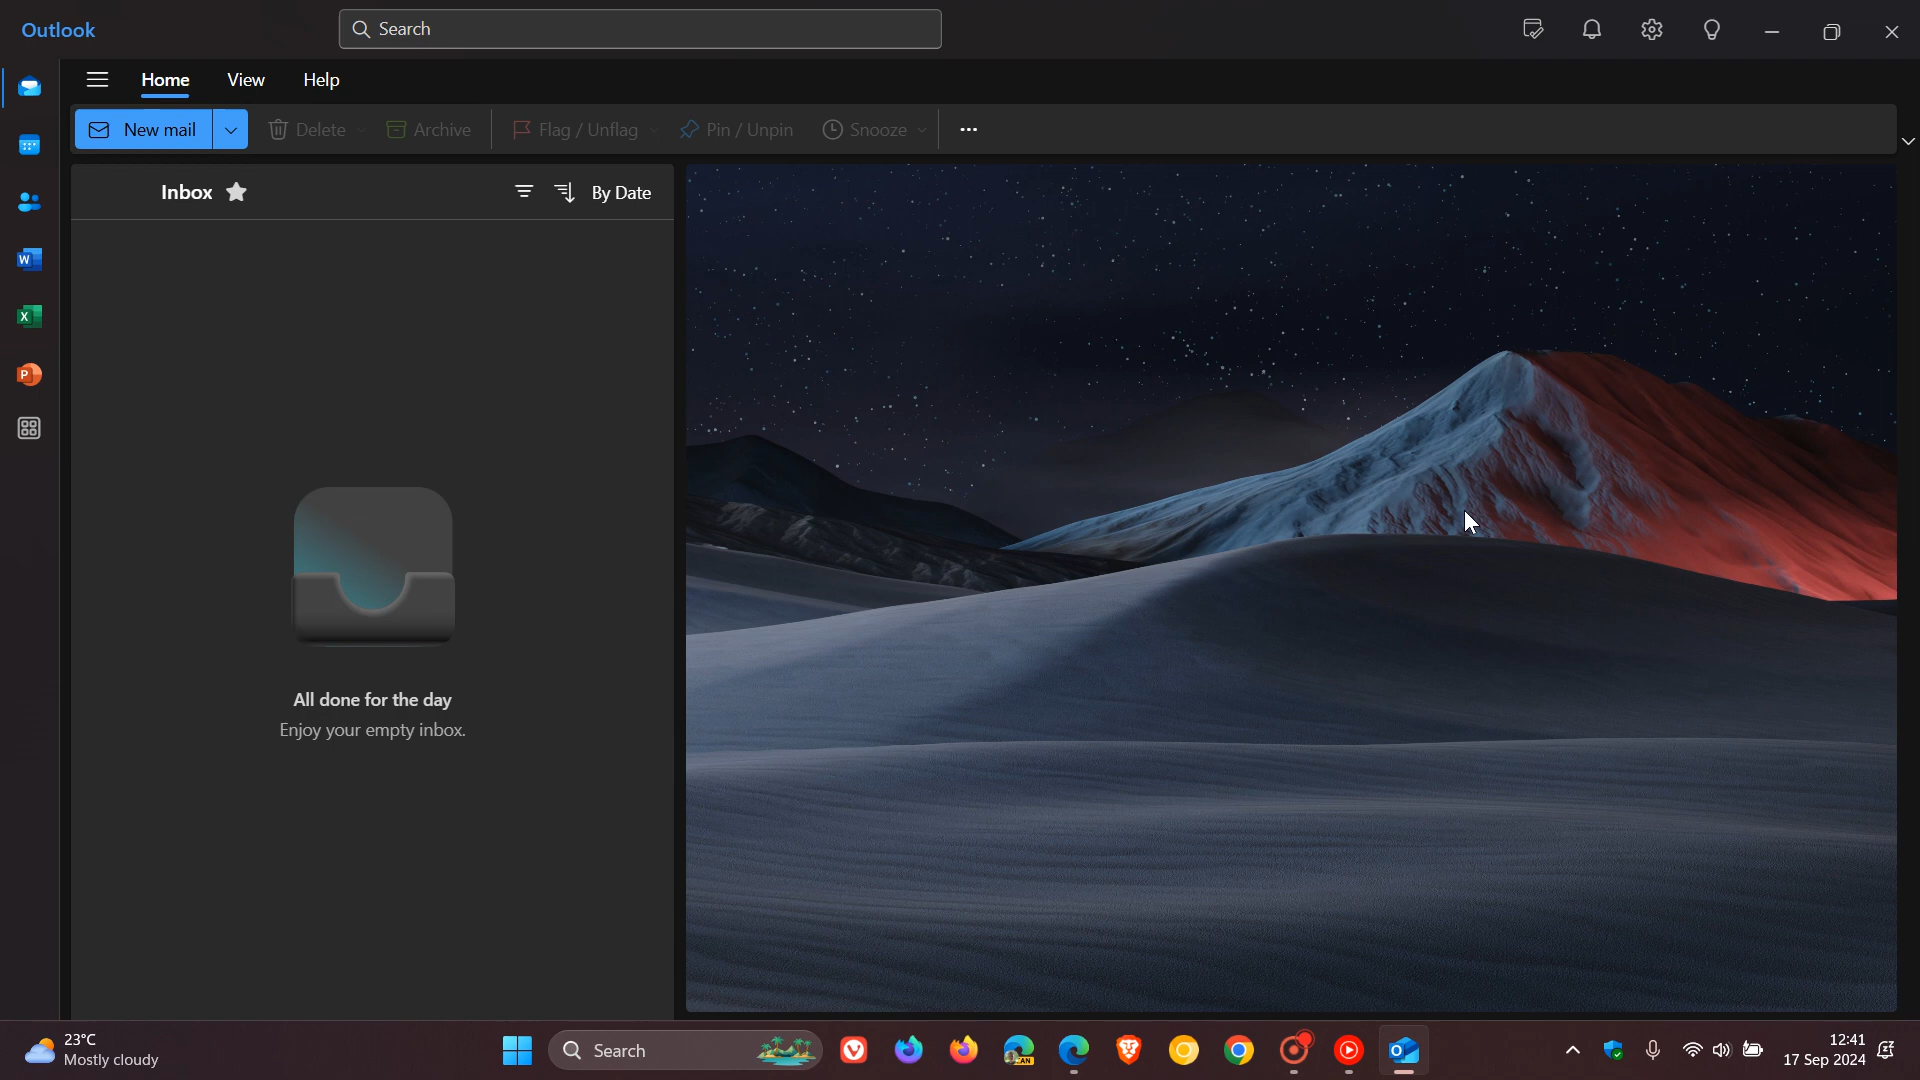 Outlook
Search
Home View Help
New mail Delete Archive Flag / Unflag Pin / Unpin Snooze
Inbox By Date
W
X
P
All done for the day
Enjoy your empty inbox.
23°C
Mostly cloudy
Search
CAN
O
12:41
17 Sep 2024